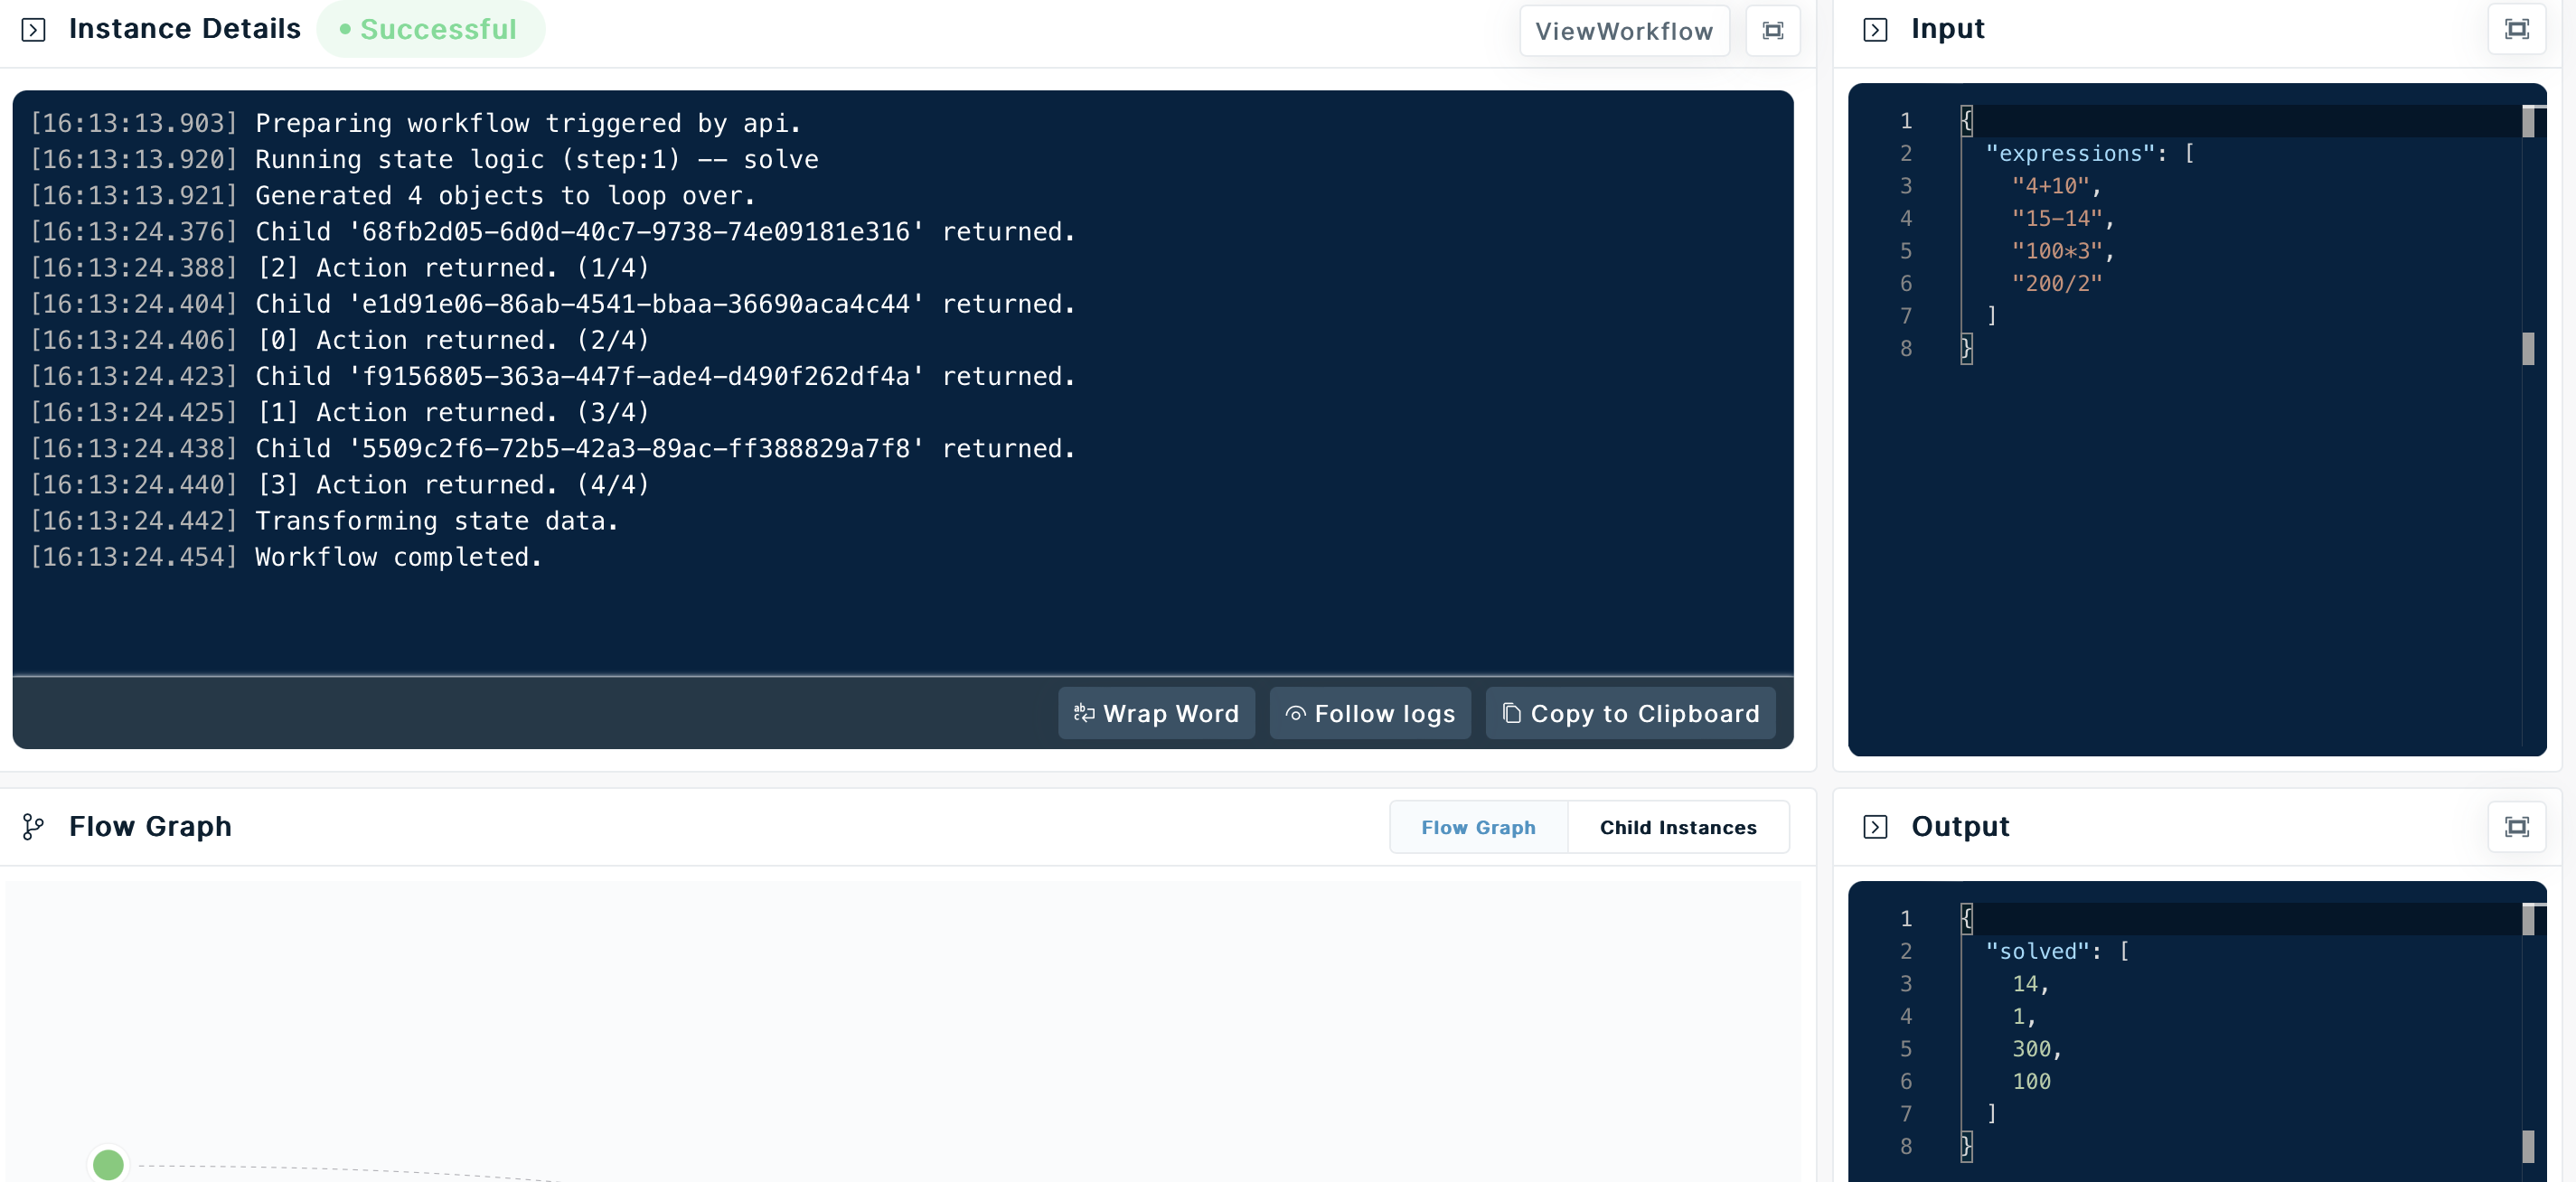 Instance Details
Successful
ViewWorkflow
[16:13:13.903] Preparing workflow triggered by api.
[16:13:13.920] Running state logic (step:1) -- solve
[16:13:13.921] Generated 4 objects to loop over.
[16:13:24.376] Child '68fb2d05-6d0d-40c7-9738-74e09181e316' returned.
[16:13:24.388] [2] Action returned. (1/4)
[16:13:24.404] Child 'e1d91e06-86ab-4541-bbaa-36690aca4c44' returned.
[16:13:24.406] [0] Action returned. (2/4)
[16:13:24.423] Child 'f9156805-363a-447f-ade4-d490f262df4a' returned.
[16:13:24.425] [1] Action returned. (3/4)
[16:13:24.438] Child '5509c2f6-72b5-42a3-89ac-ff388829a7f8' returned.
[16:13:24.440] [3] Action returned. (4/4)
[16:13:24.442] Transforming state data.
[16:13:24.454] Workflow completed.
Wrap Word
Follow logs
Copy to Clipboard
Input
1 {
2 "expressions": [
3 "4+10",
4 "15-14",
5 "100*3",
6 "200/2"
7 ]
8 }
Flow Graph
Flow Graph
Child Instances
Output
1 {
2 "solved": [
3 14,
4 1,
5 300,
6 100
7 ]
8 }